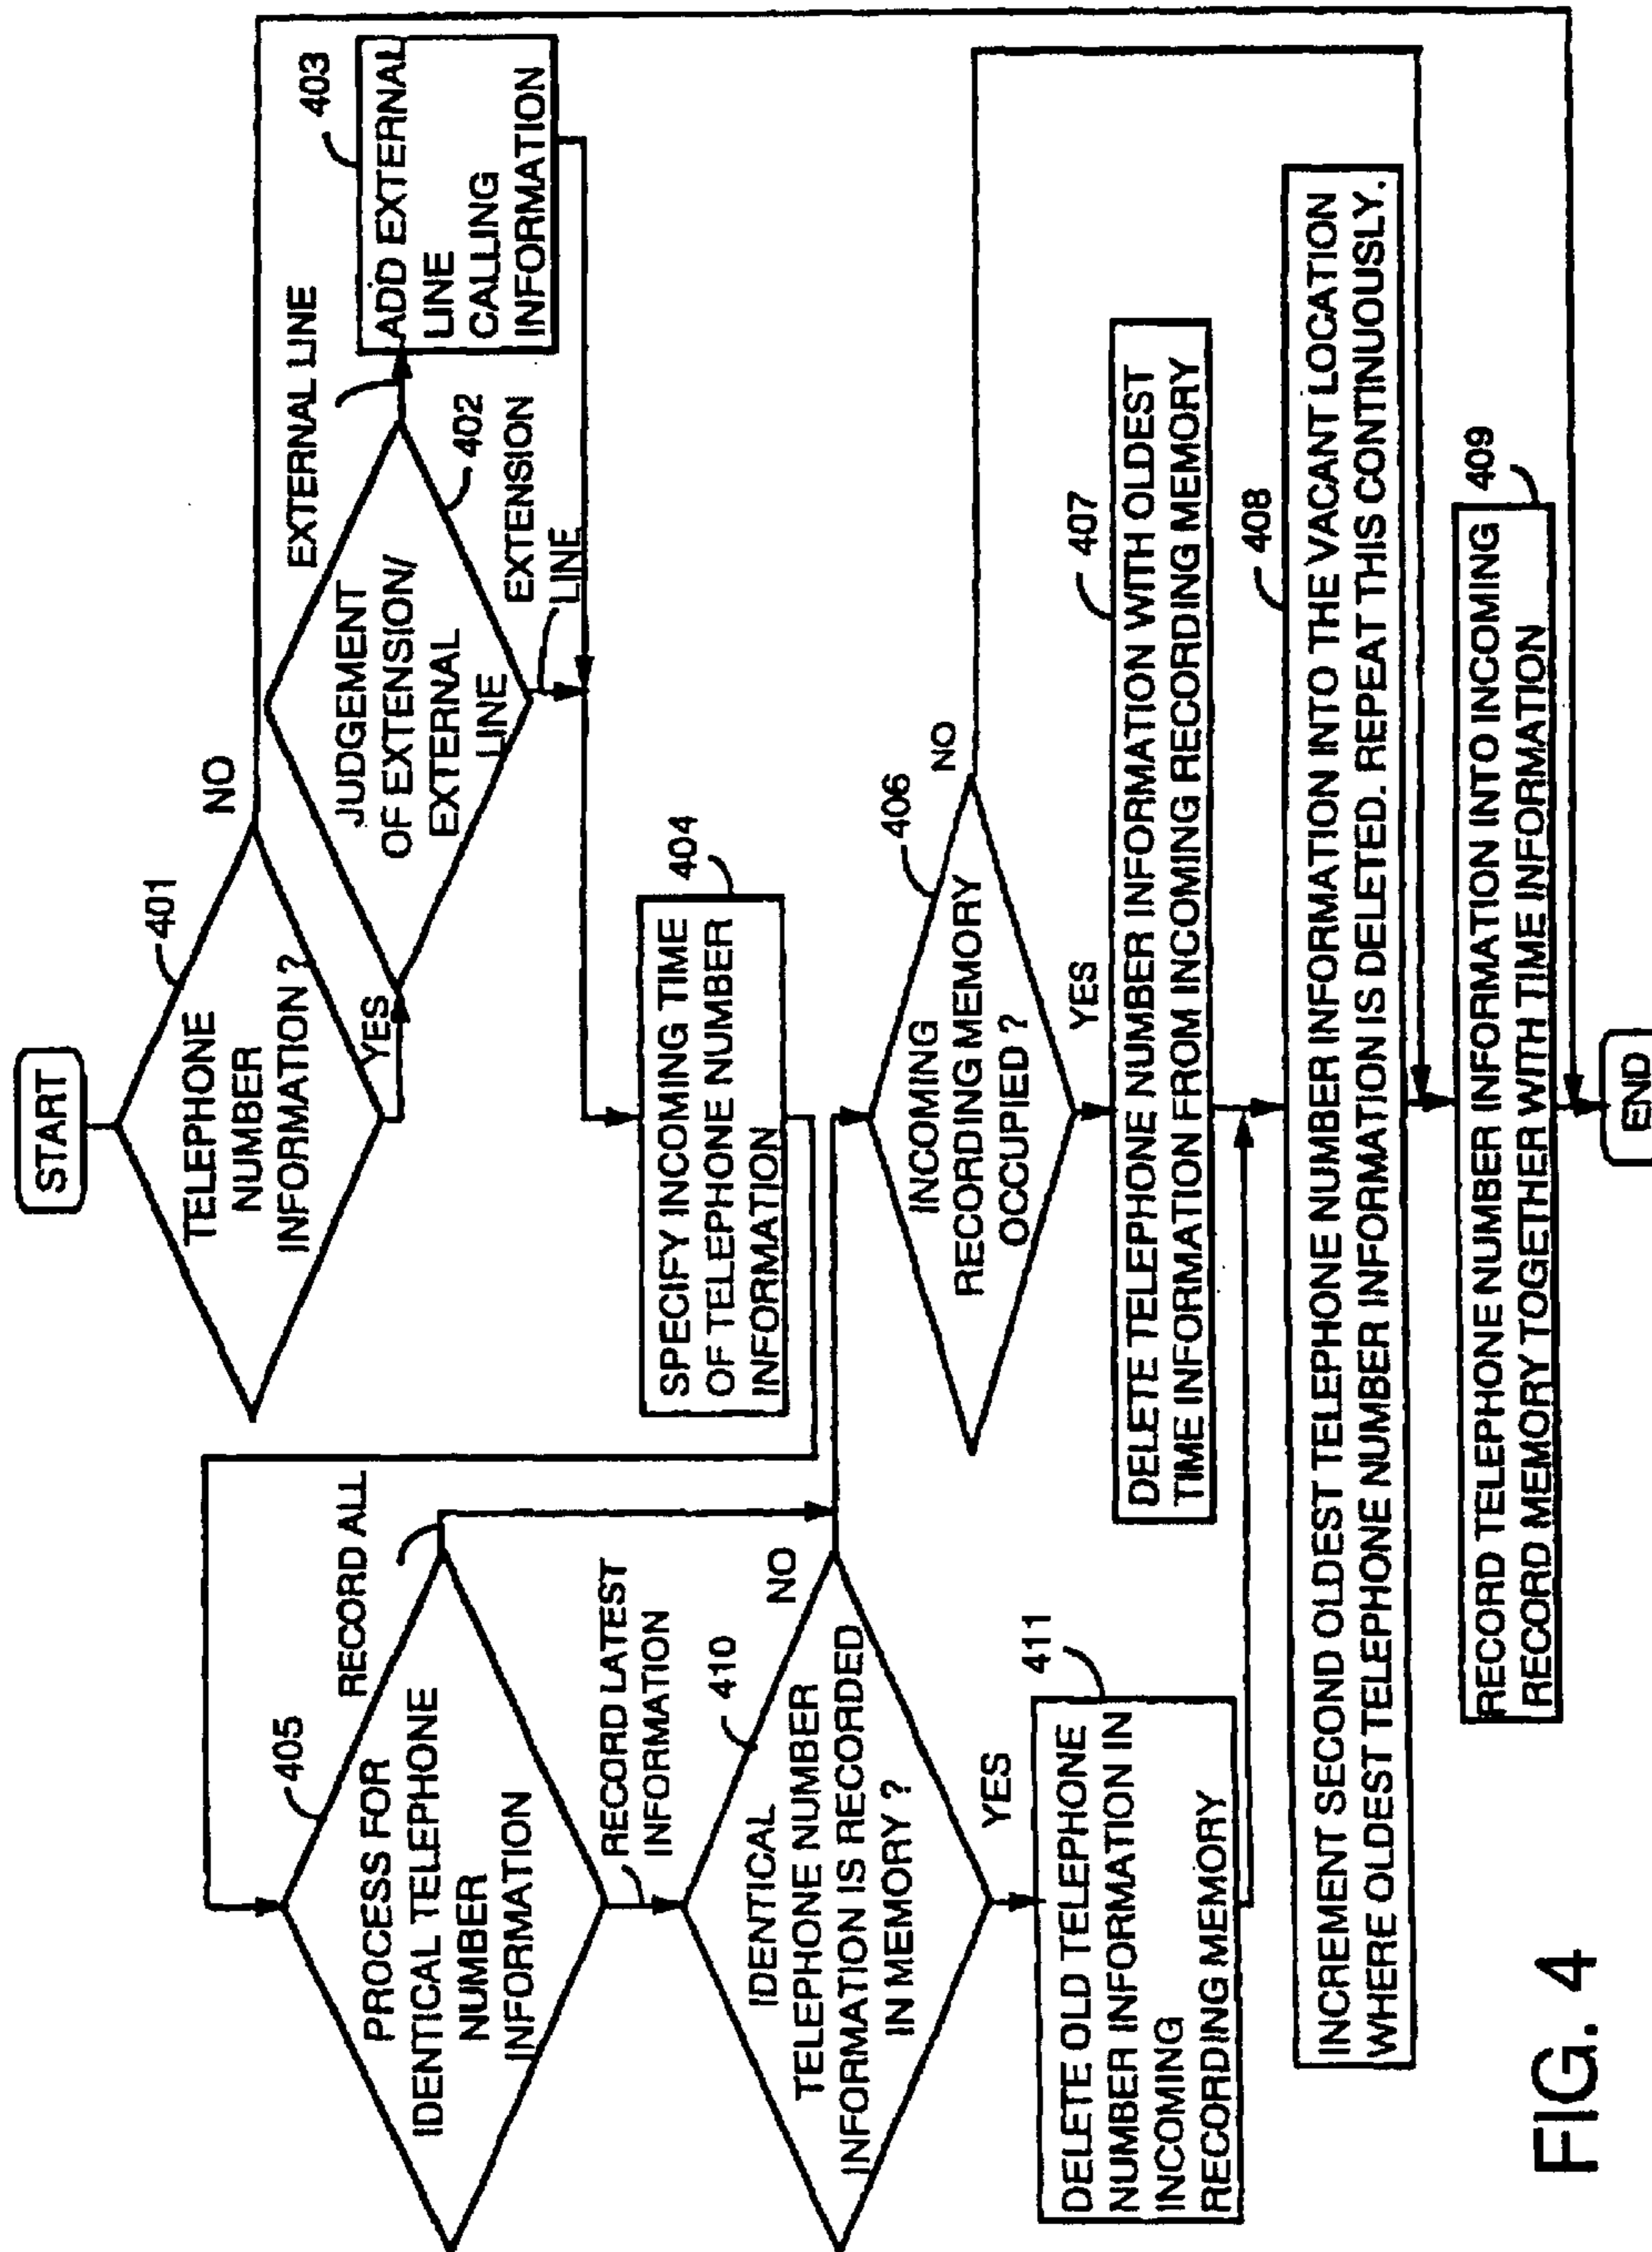 START
401
TELEPHONE
NUMBER
INFORMATION ?
NO
YES
JUDGEMENT
OF EXTENSION/
EXTERNAL
LINE
402
EXTERNAL LINE
EXTENSION
LINE
403
ADD EXTERNAL
LINE
CALLING
INFORMATION
404
SPECIFY INCOMING TIME
OF TELEPHONE NUMBER
INFORMATION
405
PROCESS FOR
IDENTICAL TELEPHONE
NUMBER
INFORMATION
RECORD ALL
RECORD LATEST
INFORMATION
410
IDENTICAL
TELEPHONE NUMBER
INFORMATION IS RECORDED
IN MEMORY ?
NO
YES
411
DELETE OLD TELEPHONE
NUMBER INFORMATION IN
INCOMING
RECORDING MEMORY
406
INCOMING
RECORDING MEMORY
OCCUPIED ?
NO
YES
407
DELETE TELEPHONE NUMBER INFORMATION WITH OLDEST
TIME INFORMATION FROM INCOMING RECORDING MEMORY
408
INCREMENT SECOND OLDEST TELEPHONE NUMBER INFORMATION INTO THE VACANT LOCATION
WHERE OLDEST TELEPHONE NUMBER INFORMATION IS DELETED. REPEAT THIS CONTINUOUSLY.
409
RECORD TELEPHONE NUMBER INFORMATION INTO INCOMING
RECORD MEMORY TOGETHER WITH TIME INFORMATION
END
FIG. 4